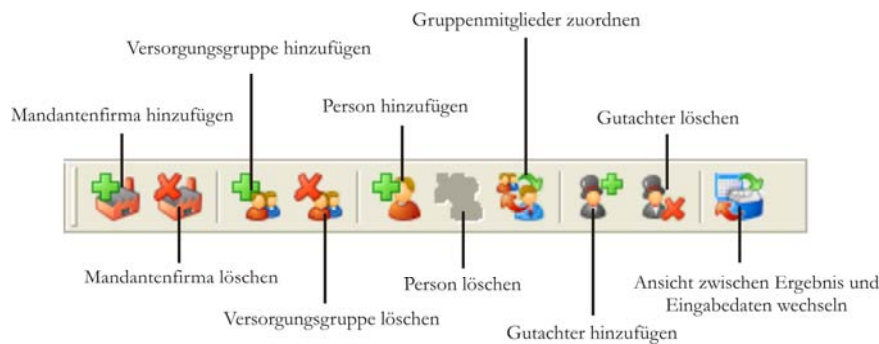 Gruppenmitglieder zuordnen
Versorgungsgruppe hinzufügen
Person hinzufügen
Mandantenfirma hinzufügen
Gutachter löschen
Mandantenfirma löschen
Person löschen
Ansicht zwischen Ergebnis und
Eingabedaten wechseln
Versorgungsgruppe löschen
Gutachter hinzufügen